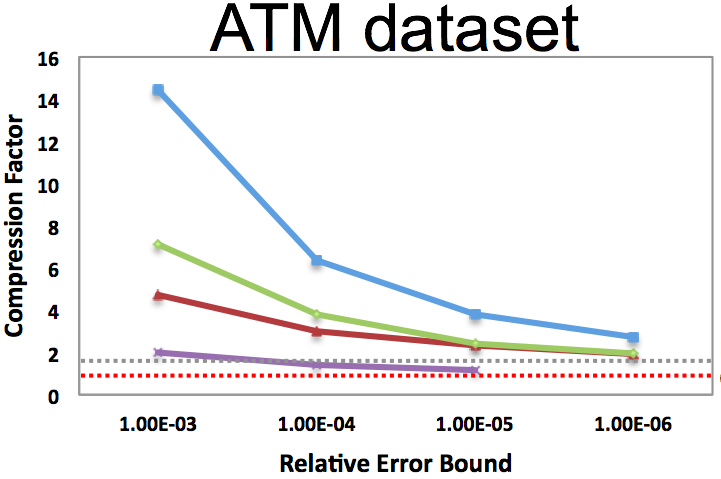 ATM dataset
16
14
12
10
8
6
4
2
0
Compression Factor
1.00E-03 1.00E-04 1.00E-05 1.00E-06
Relative Error Bound